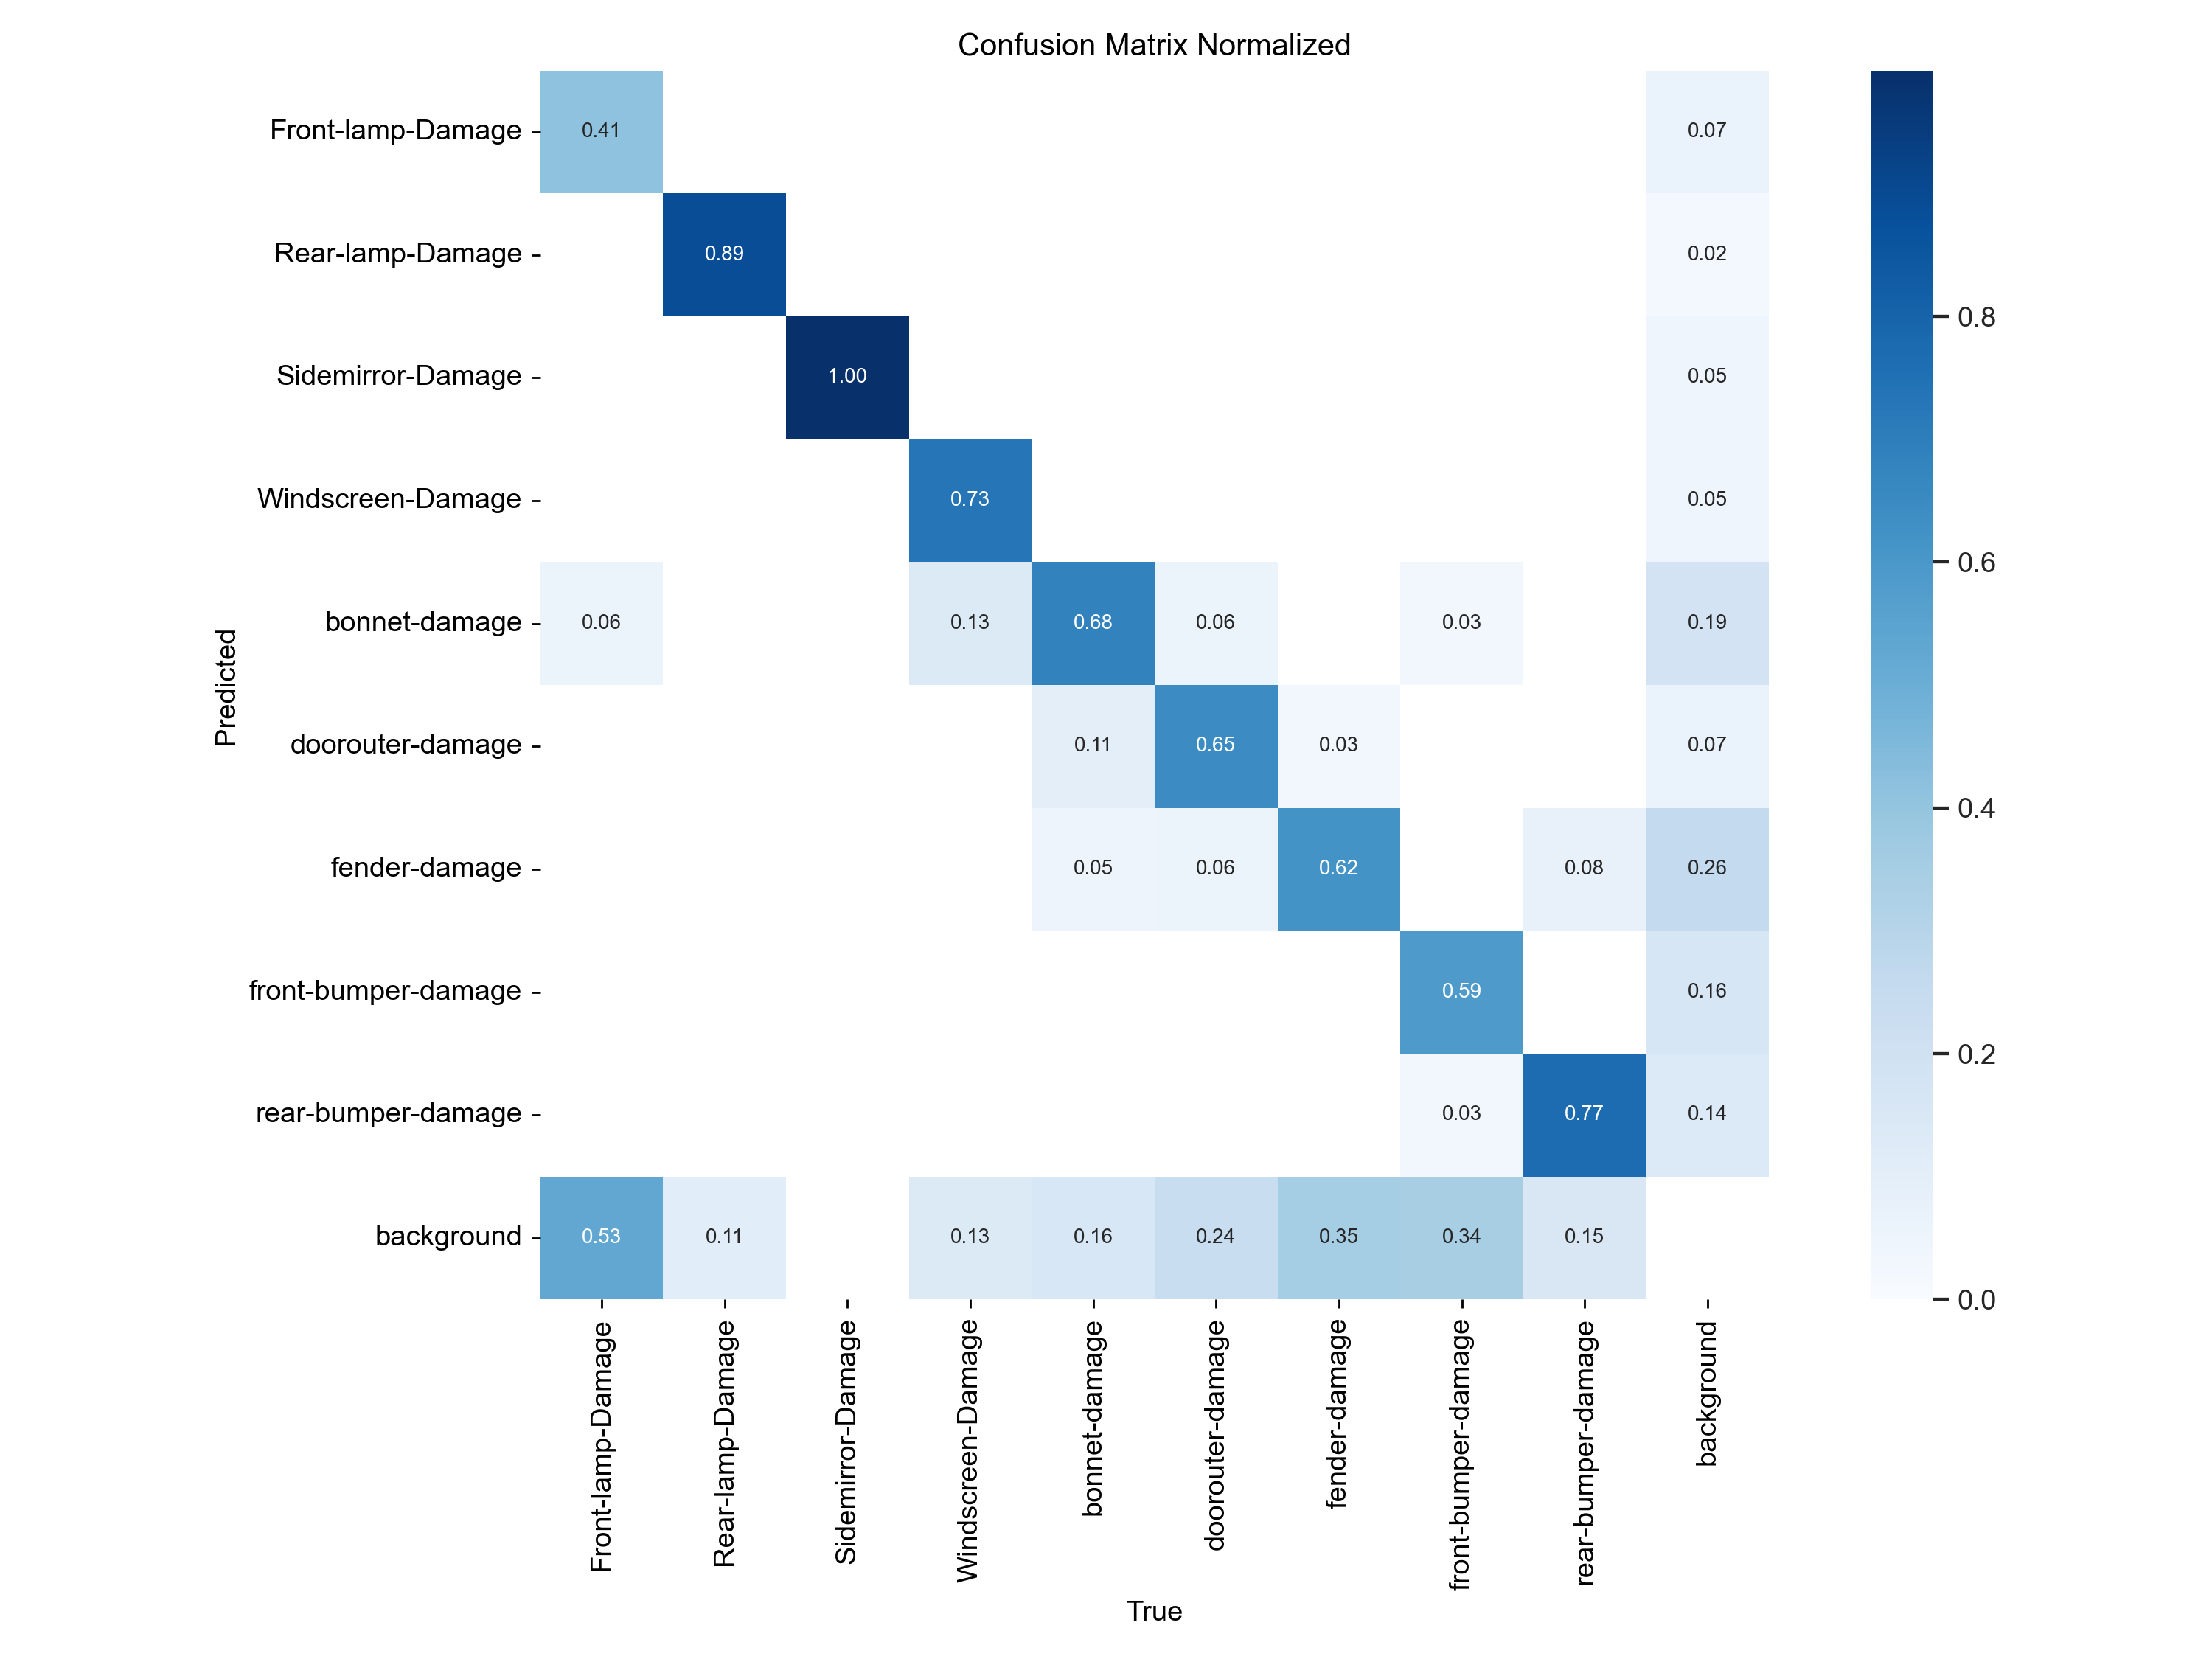 Confusion Matrix Normalized
Front-lamp-Damage 0.41 0.07
Rear-lamp-Damage 0.89 0.02
0.8
Sidemirror-Damage 1.00 0.05
Windscreen-Damage 0.73 0.05
0.6
bonnet-damage 0.06 0.13 0.68 0.06 0.03 0.19
Predicted
doorouter-damage 0.11 0.65 0.03 0.07
0.4
fender-damage 0.05 0.06 0.62 0.08 0.26
front-bumper-damage 0.59 0.16
0.2
rear-bumper-damage 0.03 0.77 0.14
background 0.53 0.11 0.13 0.16 0.24 0.35 0.34 0.15
0.0
Front-lamp-Damage
Rear-lamp-Damage
Sidemirror-Damage
Windscreen-Damage
bonnet-damage
doorouter-damage
fender-damage
front-bumper-damage
rear-bumper-damage
background
True